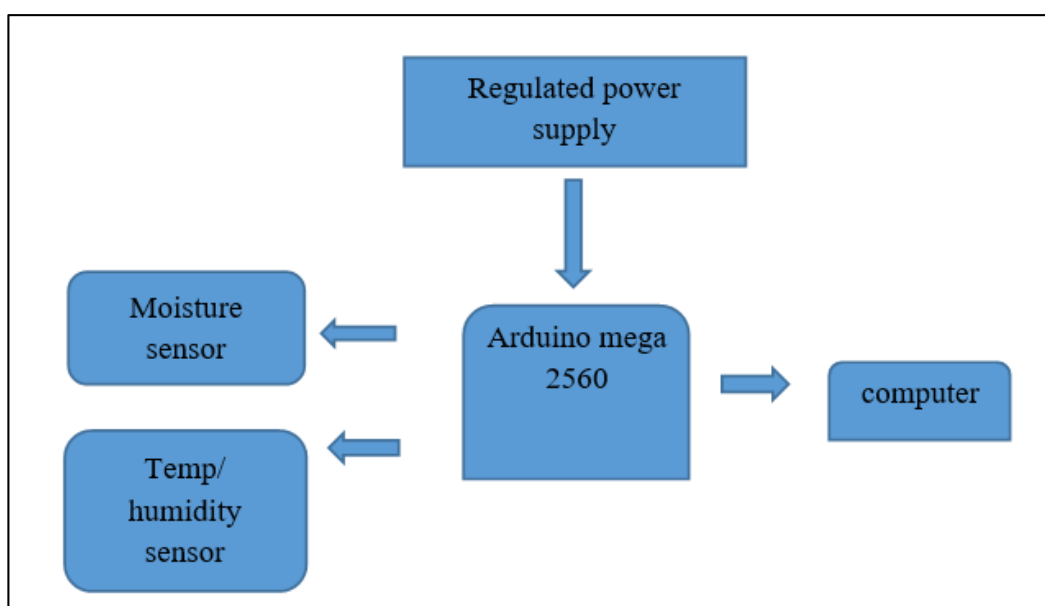 Regulated power
supply
Moisture
sensor
Arduino mega
2560
computer
Temp/
humidity
sensor